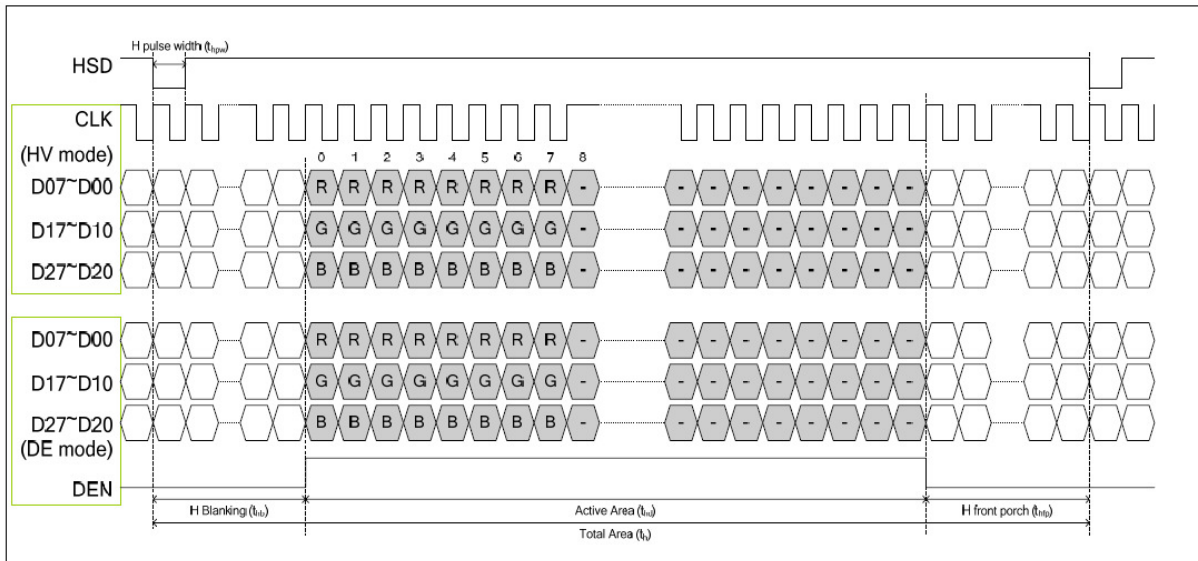 H pulse width (thpw)
HSD
CLK
(HV mode)
0 1 2 3 4 5 6 7 8
D07~D00 R R R R R R R R - - - - - - - - -
D17~D10 G G G G G G G G - - - - - - - - -
D27~D20 B B B B B B B B - - - - - - - - -
D07~D00 R R R R R R R R - - - - - - - - -
D17~D10 G G G G G G G G - - - - - - - - -
D27~D20 B B B B B B B B - - - - - - - - -
(DE mode)
DEN
H Blanking (thb) Active Area (thd) H front porch (thfp)
Total Area (th)